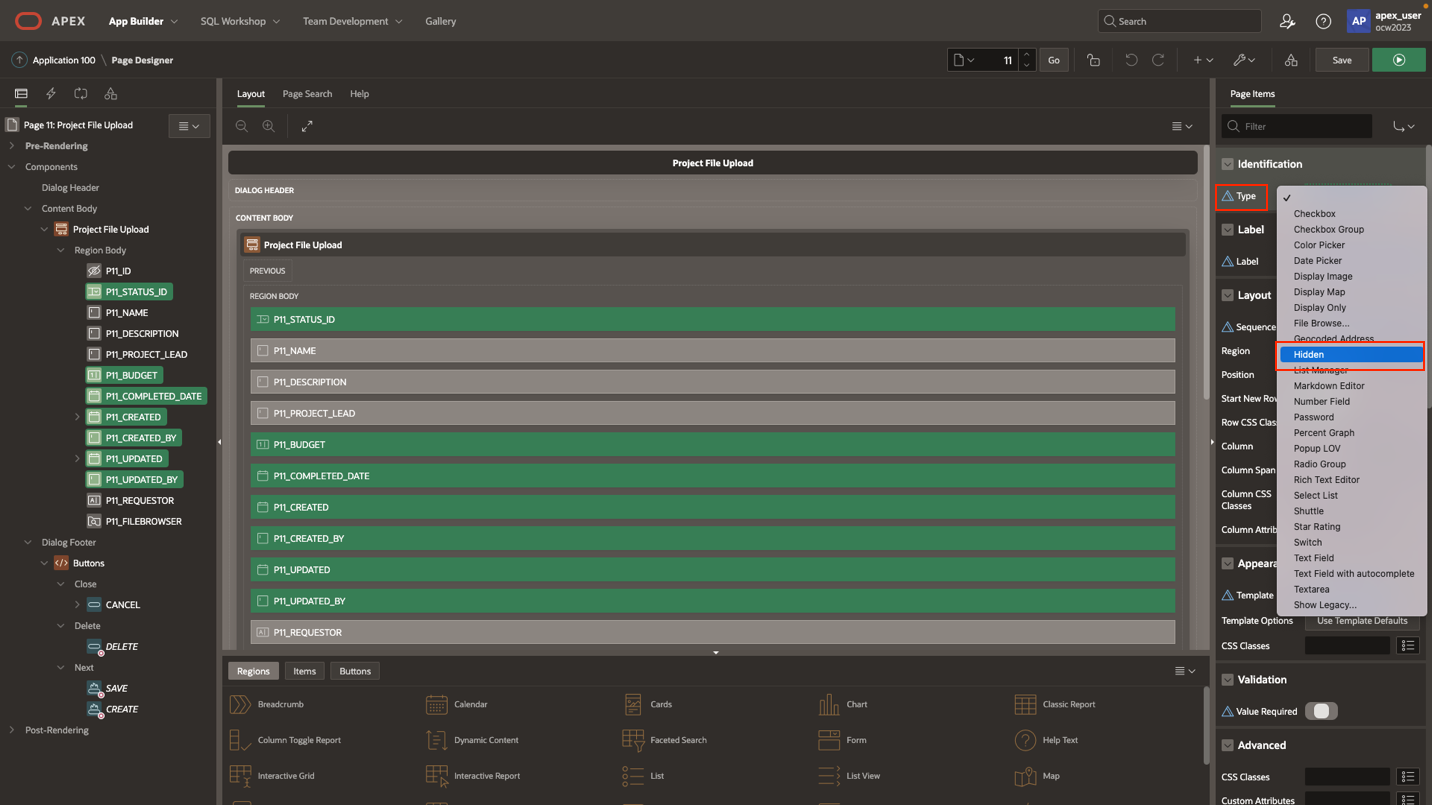 APEX App Builder SQL Workshop Team Development Gallery Search AP apex_user
ocw2023
Application 100 \ Page Designer 11 Go Save
Page 11: Project File Upload
Pre-Rendering
Components
Dialog Header
Content Body
Project File Upload
Region Body
P11_ID
P11_STATUS_ID
P11_NAME
P11_DESCRIPTION
P11_PROJECT_LEAD
P11_BUDGET
P11_COMPLETED_DATE
P11_CREATED
P11_CREATED_BY
P11_UPDATED
P11_UPDATED_BY
P11_REQUESTOR
P11_FILEBROWSER
Dialog Footer
Buttons
Close
CANCEL
Delete
DELETE
Next
SAVE
CREATE
Post-Rendering
Layout Page Search Help
Project File Upload
DIALOG HEADER
CONTENT BODY
Project File Upload
PREVIOUS
REGION BODY
P11_STATUS_ID
P11_NAME
P11_DESCRIPTION
P11_PROJECT_LEAD
P11_BUDGET
P11_COMPLETED_DATE
P11_CREATED
P11_CREATED_BY
P11_UPDATED
P11_UPDATED_BY
P11_REQUESTOR
Regions Items Buttons
Breadcrumb Calendar Cards Chart Classic Report
Column Toggle Report Dynamic Content Faceted Search Form Help Text
Interactive Grid Interactive Report List List View Map
Page Items
Filter
Identification
Type
Label
Label
Layout
Sequence
Region
Position
Start New Row
Row CSS Clas
Column
Column Span
Column CSS
Classes
Column Attrib
Appeara
Template
Template Options Use Template Defaults
CSS Classes
Validation
Value Required
Advanced
CSS Classes
Custom Attributes
Checkbox
Checkbox Group
Color Picker
Date Picker
Display Image
Display Map
Display Only
File Browse...
Geocoded Address
Hidden
List Manager
Markdown Editor
Number Field
Password
Percent Graph
Popup LOV
Radio Group
Rich Text Editor
Select List
Shuttle
Star Rating
Switch
Text Field
Text Field with autocomplete
Textarea
Show Legacy...